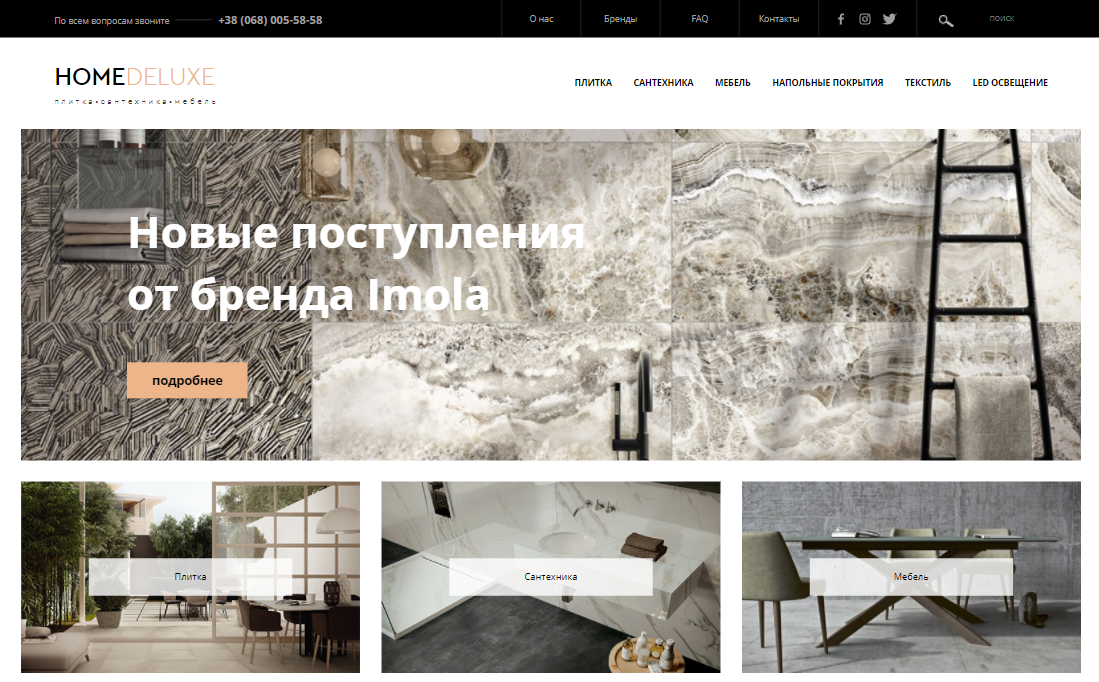 По всем вопросам звоните +38 (068) 005-58-58
О нас Бренды FAQ Контакты поиск
HOMEDELUXE
плитка•сантехника•мебель
ПЛИТКА САНТЕХНИКА МЕБЕЛЬ НАПОЛЬНЫЕ ПОКРЫТИЯ ТЕКСТИЛЬ LED ОСВЕЩЕНИЕ
Новые поступления
от бренда Imola
подробнее
Плитка Сантехника Мебель